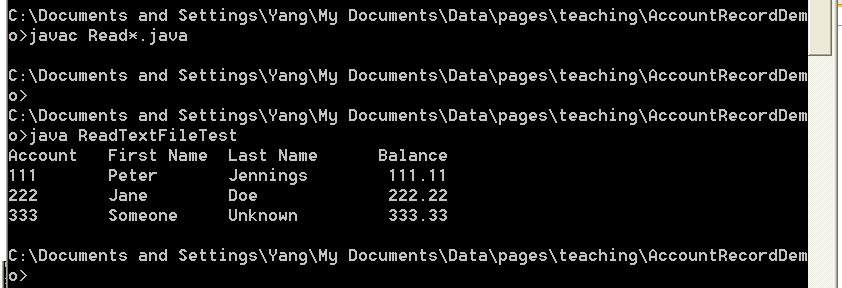 C:\Documents and Settings\Yang\My Documents\Data\pages\teaching\AccountRecordDem
o>javac Read*.java
C:\Documents and Settings\Yang\My Documents\Data\pages\teaching\AccountRecordDem
o>
C:\Documents and Settings\Yang\My Documents\Data\pages\teaching\AccountRecordDem
o>java ReadTextFileTest
Account   First Name  Last Name      Balance
111       Peter       Jennings        111.11
222       Jane        Doe             222.22
333       Someone     Unknown         333.33
C:\Documents and Settings\Yang\My Documents\Data\pages\teaching\AccountRecordDem
o>